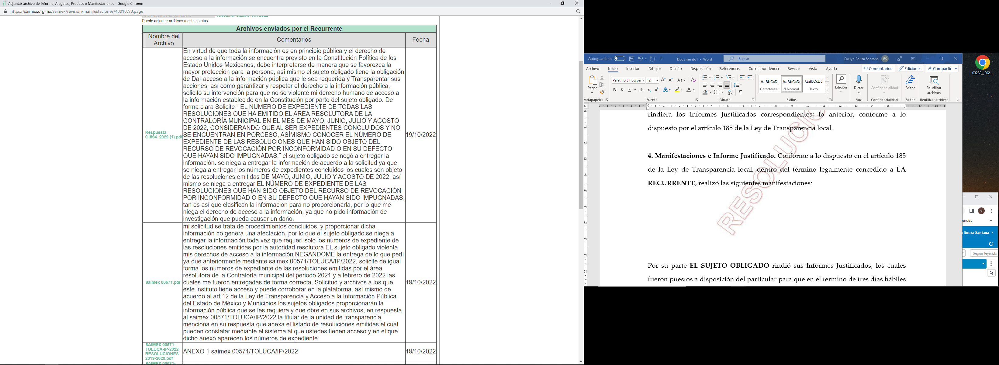 Adjuntar archivo de Informe, Alegatos, Pruebas o Manifestaciones - Google Chrome
https://saimex.org.mx/saimex/revision/manifestaciones/480107/0.page
Puede adjuntar archivos a este estatus
Archivos enviados por el Recurrente
Nombre del
Archivo
Comentarios
Fecha
En virtud de que toda la información es en principio pública y el derecho de
acceso a la información se encuentra previsto en la Constitución Política de los
Estado Unidos Mexicanos, debe interpretarse de manera que se favorezca la
mayor protección para la persona, así mismo el sujeto obligado tiene la obligación
de Dar acceso a la información pública que le sea requerida y Transparentar sus
acciones, así como garantizar y respetar el derecho a la información pública,
solicito su intervención para que no se violente mi derecho humano de acceso a
la información establecido en la Constitución por parte del sujeto obligado. De
forma clara Solicite ¨ EL NUMERO DE EXPEDIENTE DE TODAS LAS
RESOLUCIONES QUE HA EMITIDO EL AREA RESOLUTORA DE LA
CONTRALORÍA MUNICIPAL EN EL MES DE MAYO, JUNIO, JULIO Y AGOSTO
DE 2022, CONSIDERANDO QUE AL SER EXPEDIENTES CONCLUIDOS Y NO
SE ENCUENTRAN EN PORCESO, ASÍMISMO CONOCER EL NÚMERO DE
EXPEDIENTE DE LAS RESOLUCIONES QUE HAN SIDO OBJETO DEL
RECURSO DE REVOCACIÓN POR INCONFORMIDAD O EN SU DEFECTO
QUE HAYAN SIDO IMPUGNADAS.¨ el sujeto obligado se negó a entregar la
información. se niega a entregar la información de acuerdo a la solicitud ya que
se niega a entregar los números de expedientes concluidos los cuales son objeto
de las resoluciones emitidas DE MAYO, JUNIO, JULIO Y AGOSTO DE 2022, así
mismo se niega a entregar EL NÚMERO DE EXPEDIENTE DE LAS
RESOLUCIONES QUE HAN SIDO OBJETO DEL RECURSO DE REVOCACIÓN
POR INCONFORMIDAD O EN SU DEFECTO QUE HAYAN SIDO IMPUGNADAS,
tan es así que clasifican la informacion para no proporcionarla, por lo que me
niega el derecho de acceso a la información, ya que no pido información de
investigación que pueda causar un daño.
Respuesta
01894_2022 (1).pdf
19/10/2022
mi solicitud se trata de procedimientos concluidos, y proporcionar dicha
información no genera una afectación, por lo que el sujeto obligado se niega a
entregar la información toda vez que requerí solo los números de expediente de
las resoluciones emitidas por la autoridad resolutora EL sujeto obligado violenta
mis derechos de acceso a la información NEGANDOME la entrega de lo que pedí
ya que anteriormente mediante saimex 00571/TOLUCA/IP/2022, solicite de igual
forma los números de expediente de las resoluciones emitidas por el área
resolutora de la Contraloría municipal del periodo 2021 y a febrero de 2022 las
cuales me fueron entregadas de forma correcta, Solicitud y archivos a los que
este instituto tiene acceso y puede corroborar en la plataforma. así mismo de
acuerdo al art 12 de la Ley de Transparencia y Acceso a la Información Pública
del Estado de México y Municipios los sujetos obligados proporcionarán la
información pública que se les requiera y que obre en sus archivos, en respuesta
al saimex 00571/TOLUCA/IP/2022 la titular de la unidad de transparencia
menciona en su respuesta que anexa el listado de resoluciones emitidas el cual
pueden constatar mediante el sistema al que ustedes tienen acceso y en el que
dicho anexo aparecen los números de expediente
Saimex 00571.pdf
19/10/2022
SAIMEX 00571-
TOLUCA-IP-2022
RESOLUCIONES
2019-2020.pdf
ANEXO 1 saimex 00571/TOLUCA/IP/2022
19/10/2022
SAIMEX 00571-
Autoguardado
Documento1 - Word
Buscar
Evelyn Souza Santana
ES
Archivo Inicio Insertar Dibujar Diseño Disposición Referencias Correspondencia Revisar Vista Ayuda
Comentarios
Edición
Compartir
Pegar
Palatino Linotype
12
Aa
N K S ab x₂ x² A A
AaBbCcDc AaBbCcDc AaBbCcDd
Caracteres... ¶ Normal Texto
Edición
Dictar
Confidencialidad
Editor
Reutilizar
archivos
Portapapeles Fuente Párrafo Estilos Voz Confidencialidad Editor Reutilizar archivos
rindiera los Informes Justificados correspondientes; lo anterior, conforme a lo
dispuesto por el artículo 185 de la Ley de Transparencia local.
4. Manifestaciones e Informe Justificado. Conforme a lo dispuesto en el artículo 185
de la Ley de Transparencia local, dentro del término legalmente concedido a LA
RECURRENTE, realizó las siguientes manifestaciones:
RESOLUCIO
Por su parte EL SUJETO OBLIGADO rindió sus Informes Justificados, los cuales
fueron puestos a disposición del particular para que en el término de tres días hábiles
03282__202...
e
encias
Souza Santana
Seguir leyendo